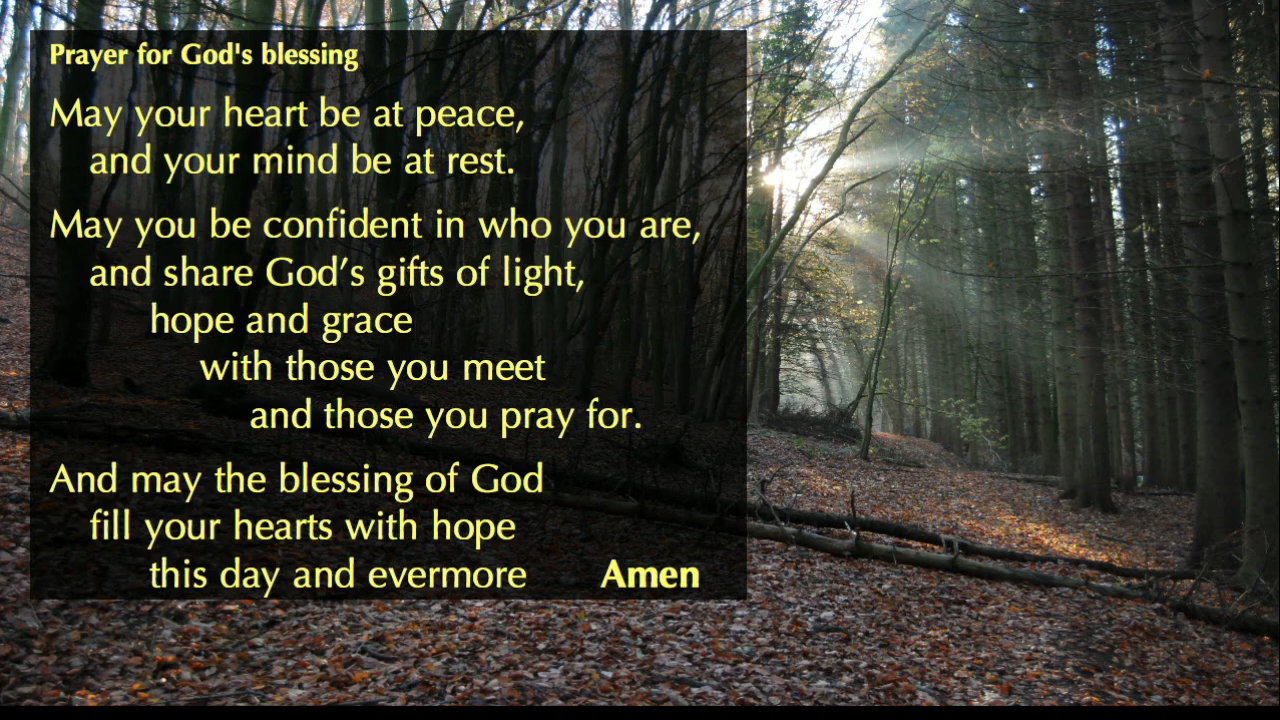 Prayer for God's blessing
May your heart be at peace,
and your mind be at rest.
May you be confident in who you are,
and share God’s gifts of light,
hope and grace
with those you meet
and those you pray for.
And may the blessing of God
fill your hearts with hope
this day and evermore Amen